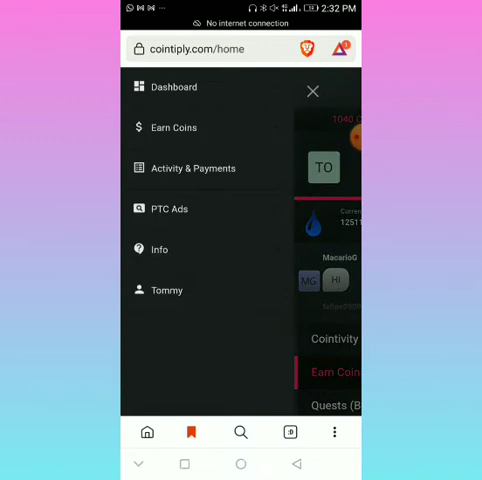 2:32 PM
No internet connection
cointiply.com/home
Dashboard
1040 C
Earn Coins
TO
Activity & Payments
PTC Ads
Curren
12511
Info
MacarioG
MG
HI
Tommy
Cointivity
Earn Coin
Quests (B
:D